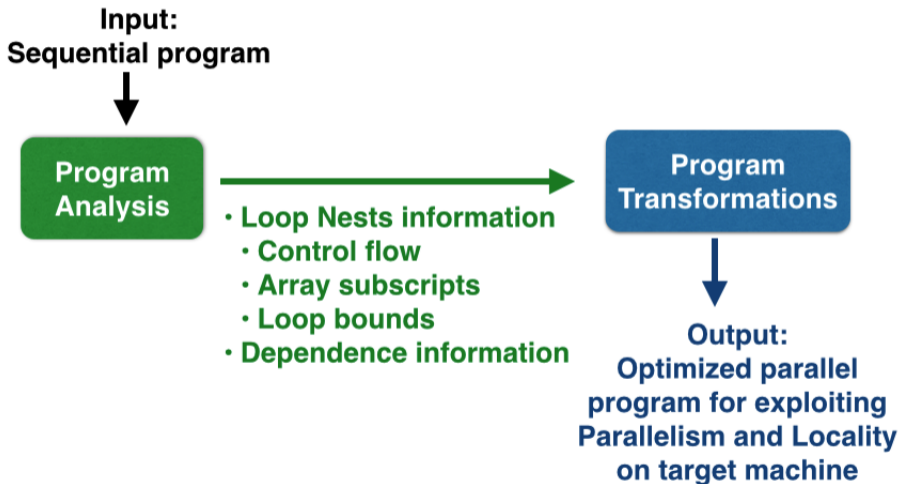 Input:
Sequential program
Program
Analysis
· Loop Nests information
· Control flow
· Array subscripts
· Loop bounds
· Dependence information
Program
Transformations
Output:
Optimized parallel
program for exploiting
Parallelism and Locality
on target machine